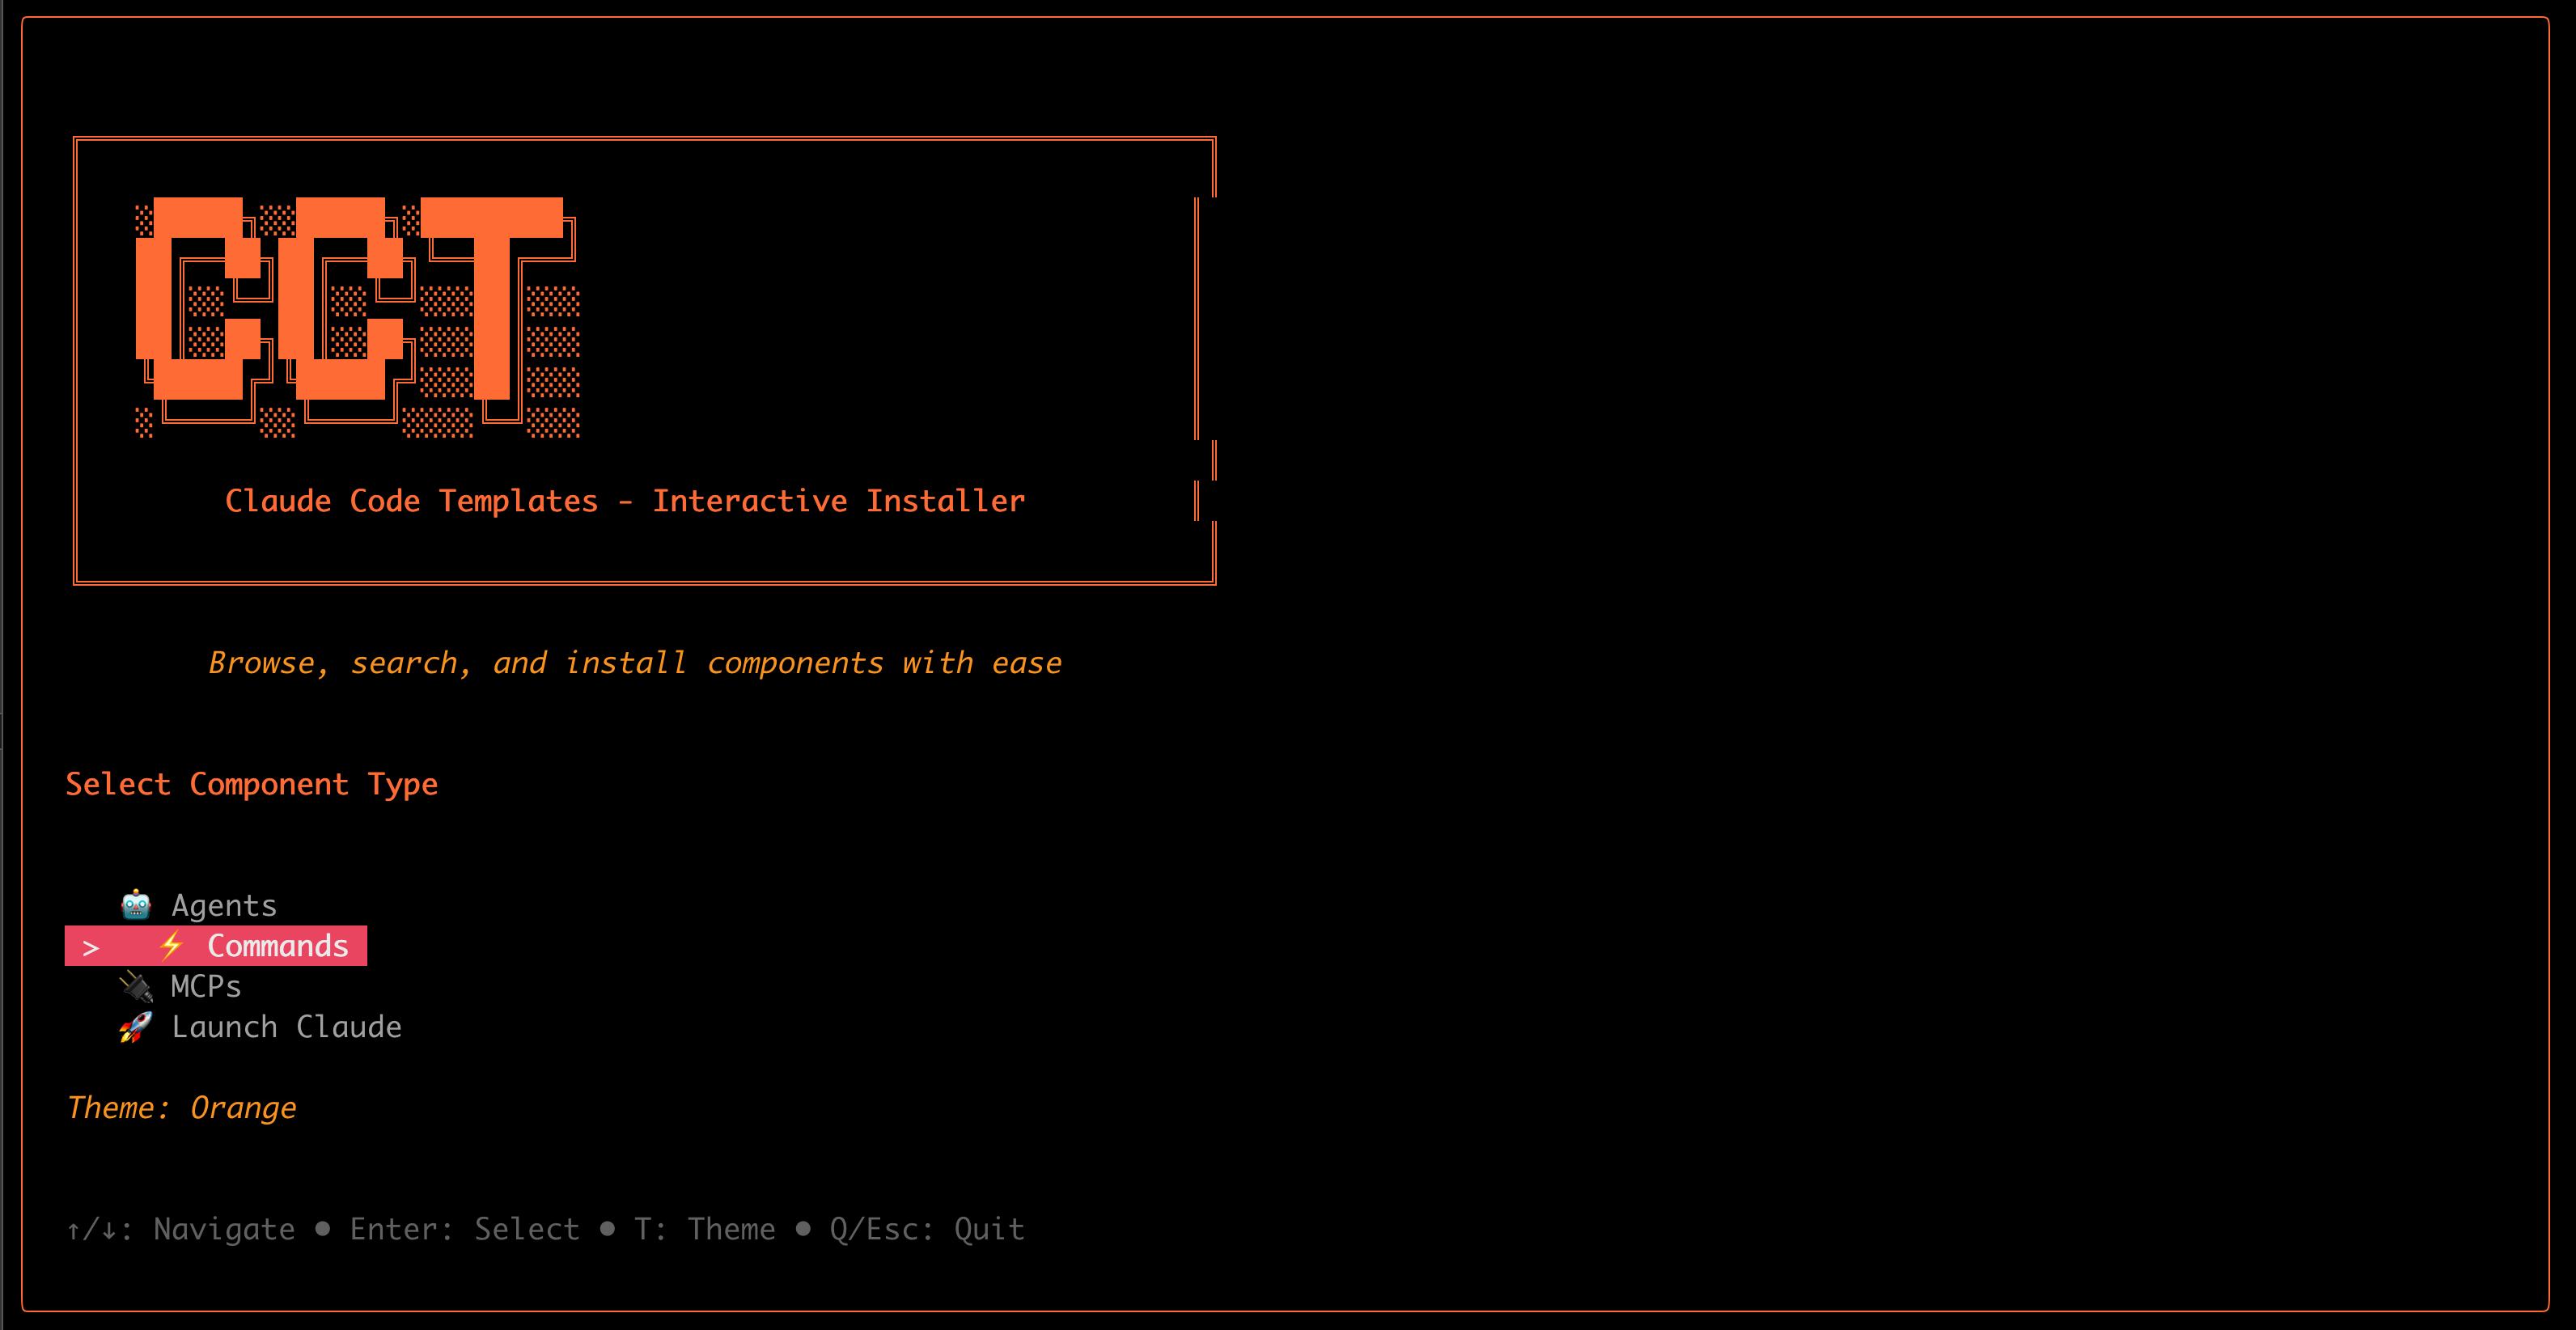 CCT
Claude Code Templates - Interactive Installer
Browse, search, and install components with ease
Select Component Type
🤖 Agents
> ⚡ Commands
🔌 MCPs
🚀 Launch Claude
Theme: Orange
↑/↓: Navigate • Enter: Select • T: Theme • Q/Esc: Quit